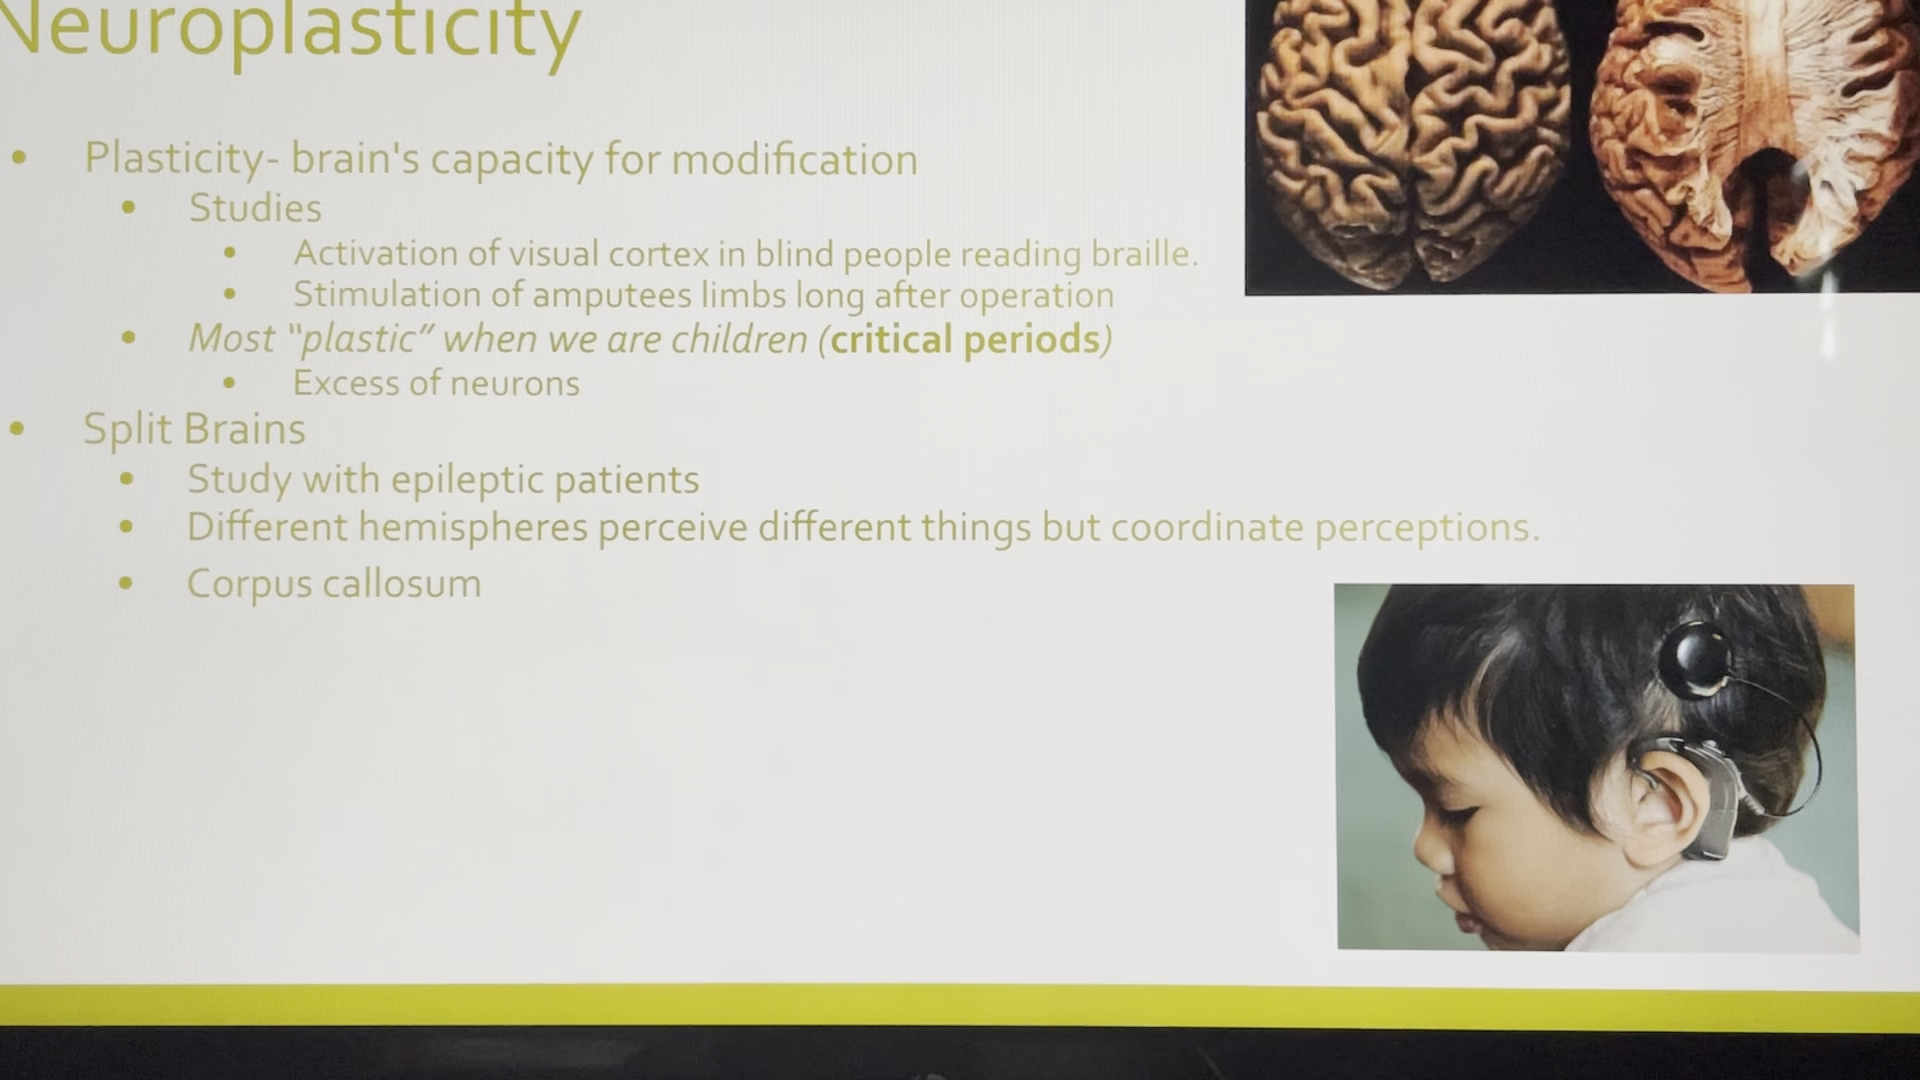 Neuroplasticity
• Plasticity- brain's capacity for modification
• Studies
• Activation of visual cortex in blind people reading braille.
• Stimulation of amputees limbs long after operation
• Most “plastic” when we are children (critical periods)
• Excess of neurons
• Split Brains
• Study with epileptic patients
• Different hemispheres perceive different things but coordinate perceptions.
• Corpus callosum